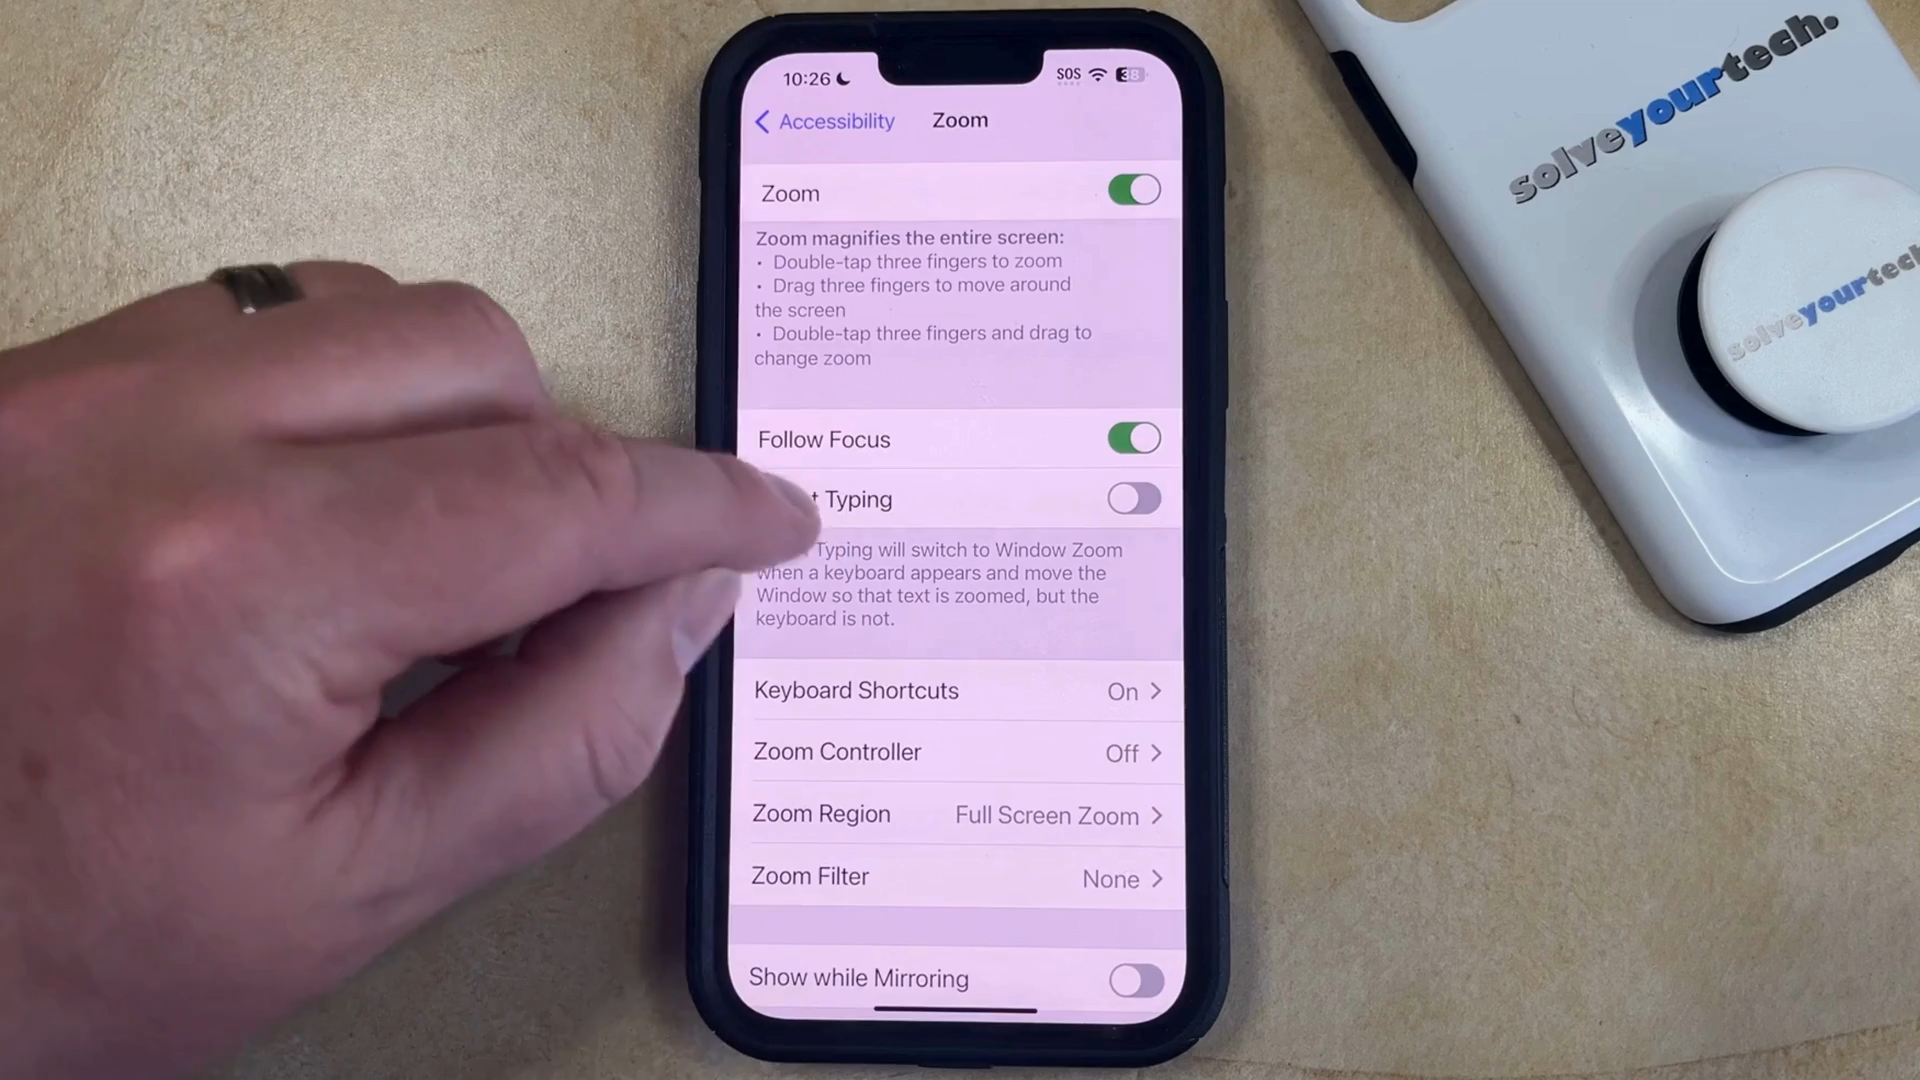 10:26
SOS
38
Accessibility
Zoom
Zoom
Zoom magnifies the entire screen:
• Double-tap three fingers to zoom
• Drag three fingers to move around
the screen
• Double-tap three fingers and drag to
change zoom
Follow Focus
t Typing
Typing will switch to Window Zoom
when a keyboard appears and move the
Window so that text is zoomed, but the
keyboard is not.
Keyboard Shortcuts On
Zoom Controller Off
Zoom Region Full Screen Zoom
Zoom Filter None
Show while Mirroring
solveyourtech.
solveyourtech